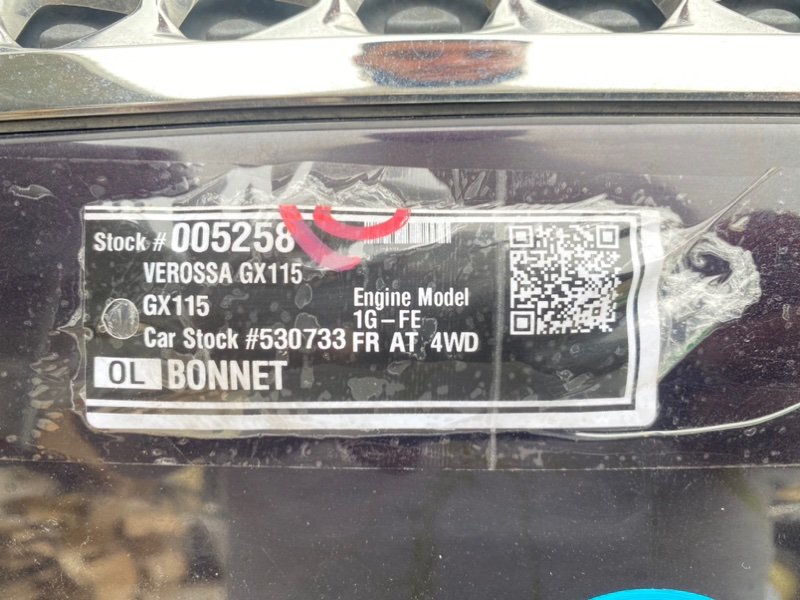 Stock # 005258
VEROSSA GX115
GX115
Engine Model
1G-FE
Car Stock #530733 FR AT 4WD
OL BONNET